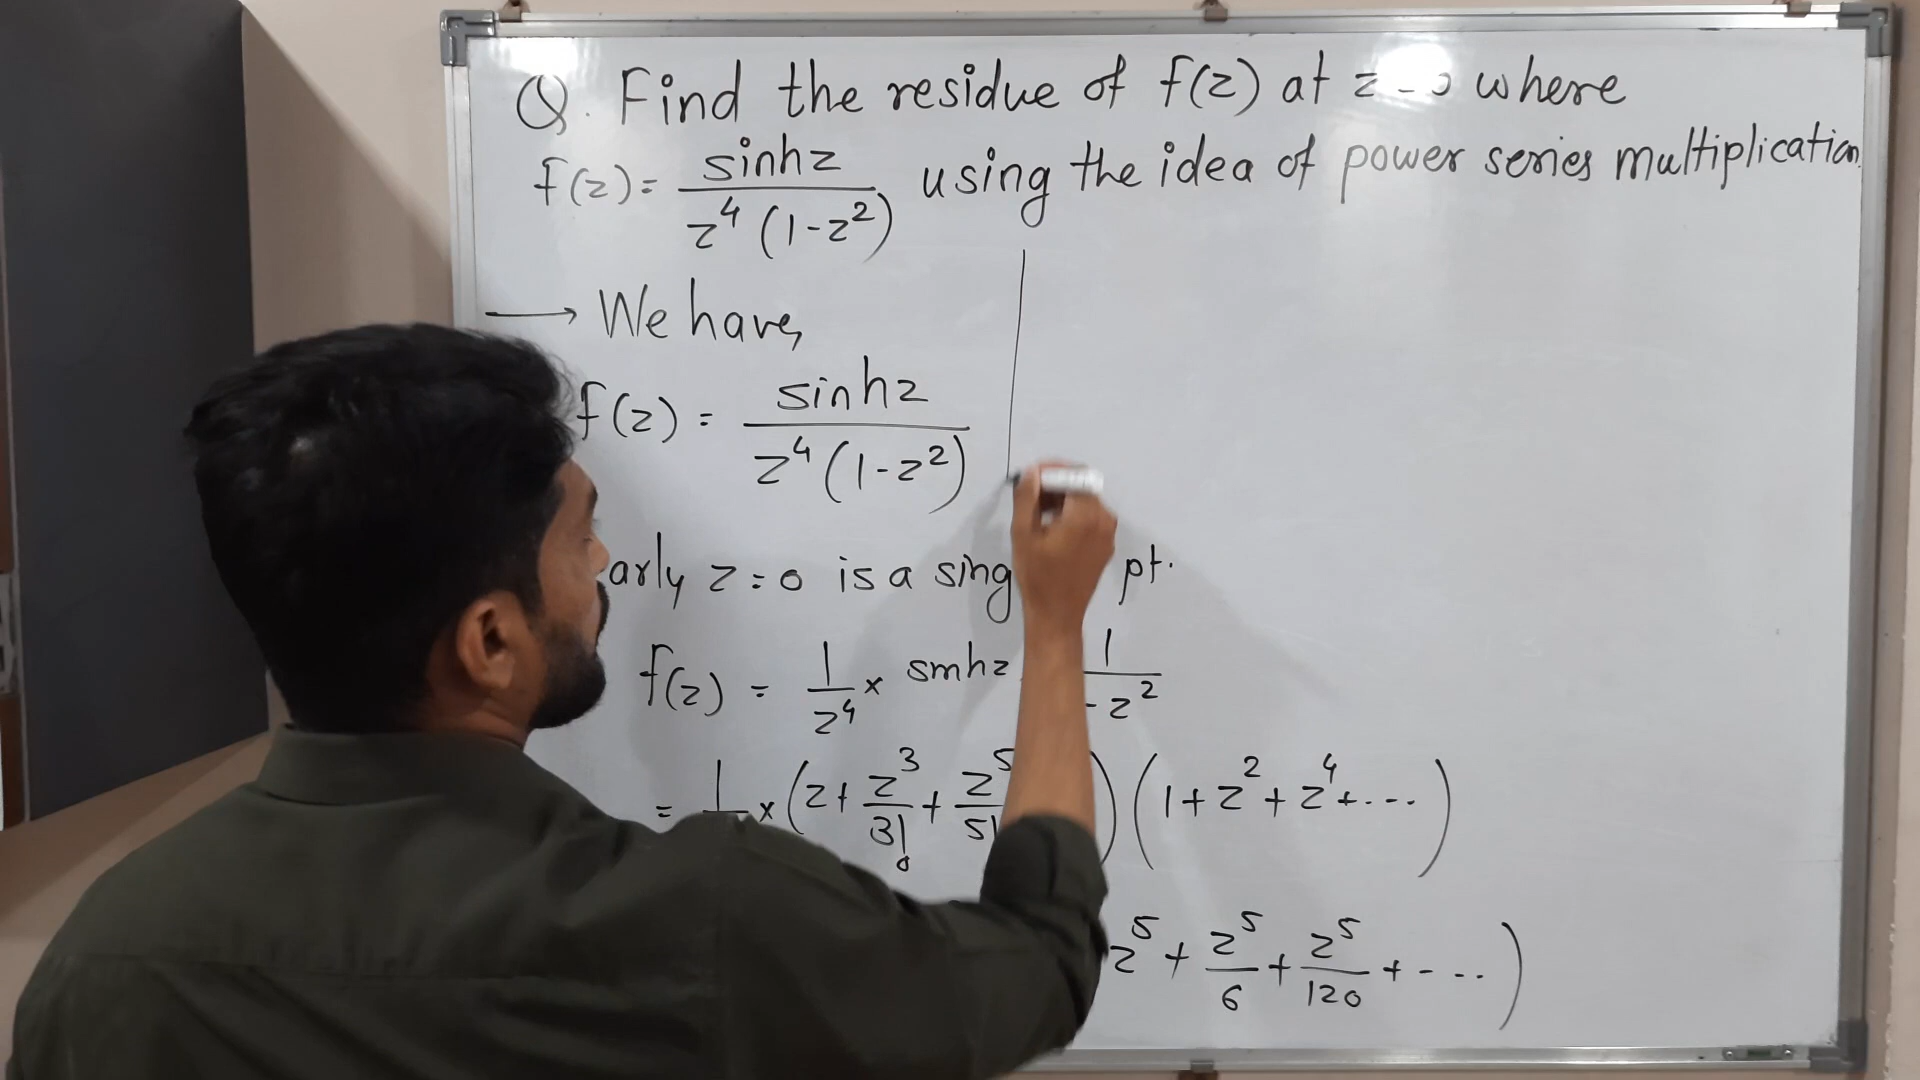 Q. Find the residue of f(z) at z = 0 where
f(z) = sinhz / z^4 (1-z^2) using the idea of power series multiplication
→ We have,
f(z) = sinhz / z^4 (1-z^2)
z = 0 is a pt.
f(z) = 1/z^4 × sinhz 1/ -z^2
= 1/ × (z + z^3/3! + z^5/5! ) (1 + z^2 + z^4 + ...)
z^5 + z^5/6 + z^5/120 + - ...)